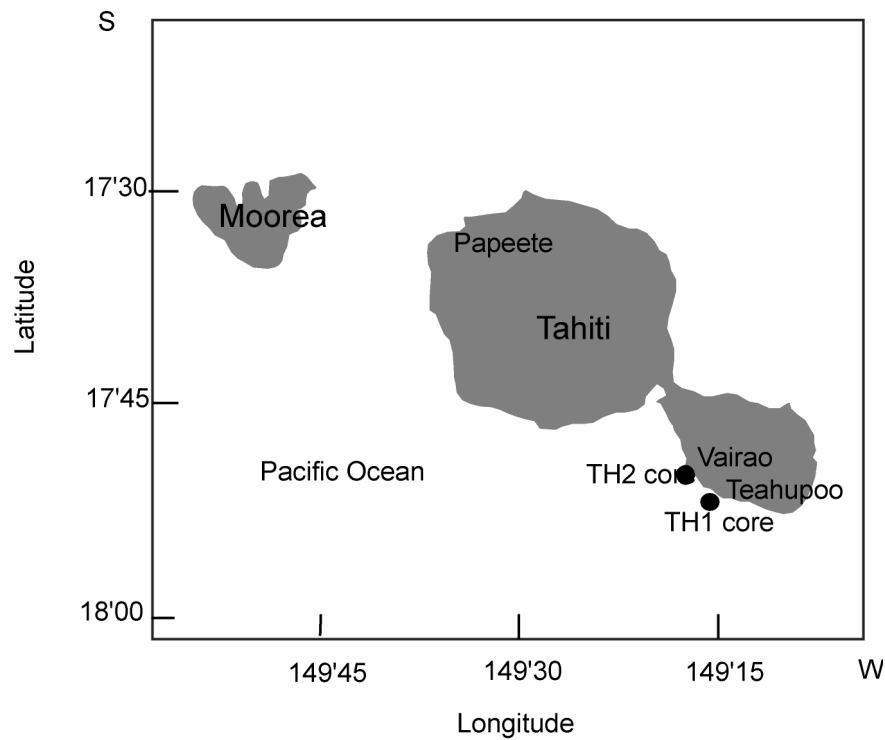 S
17'30
Moorea
Papeete
Tahiti
Latitude
17'45
Vairao
Pacific Ocean
TH2 core
Teahupoo
TH1 core
18'00
149'45
149'30
149'15
W
Longitude